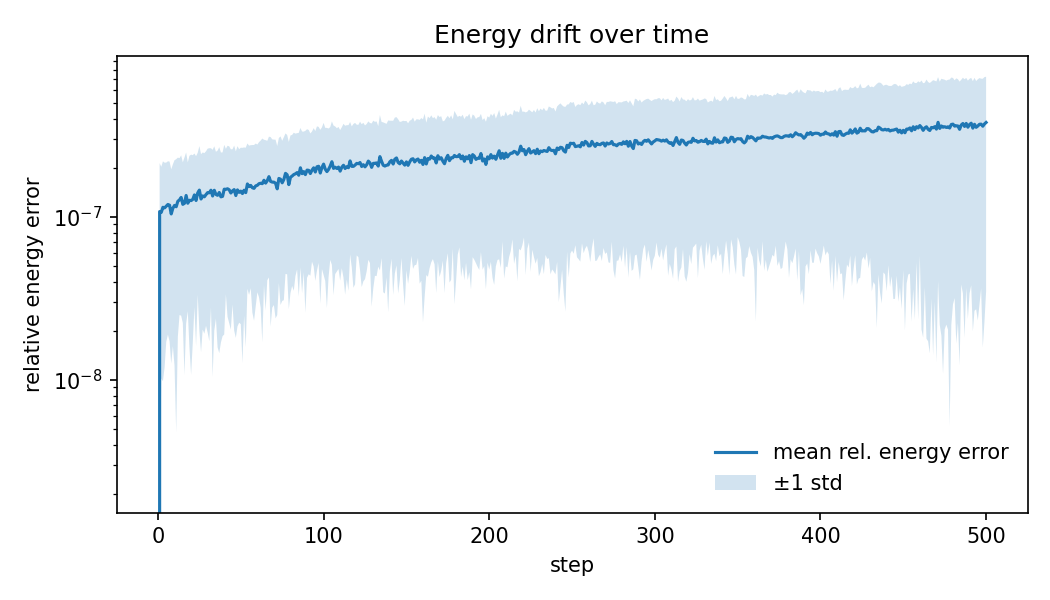 Energy drift over time
relative energy error
10⁻⁷
10⁻⁸
mean rel. energy error
±1 std
0 100 200 300 400 500
step